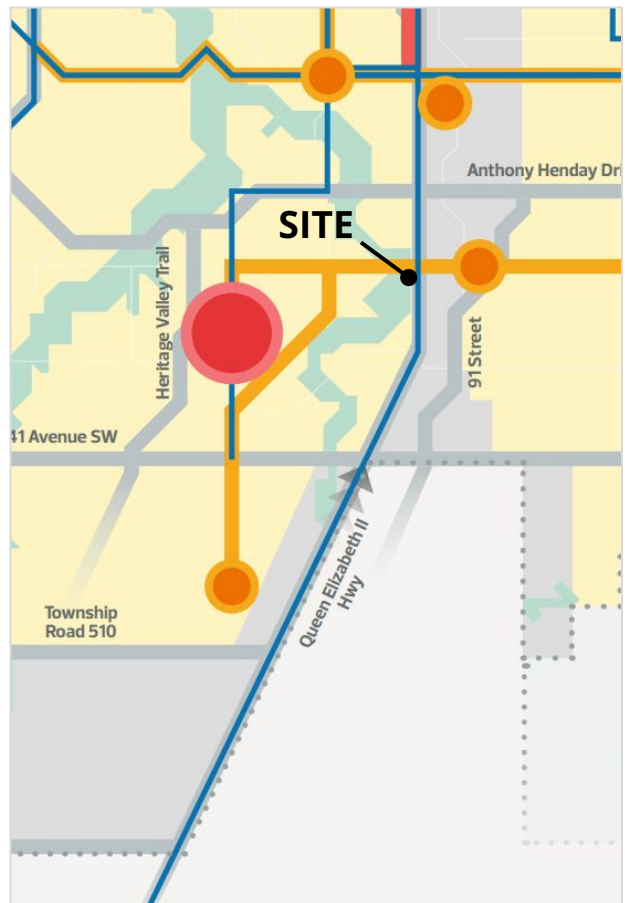 Anthony Henday Dri
SITE
Heritage Valley Trail
91 Street
41 Avenue SW
Queen Elizabeth II
Hwy
Township
Road 510